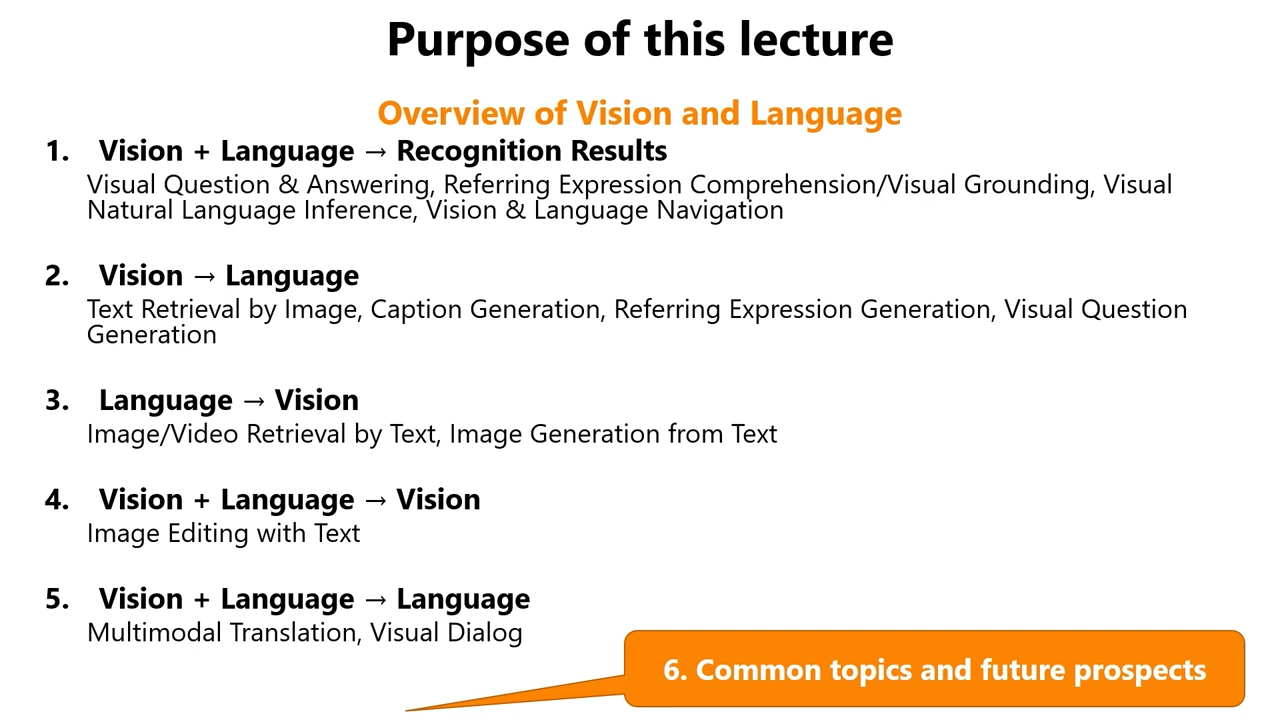 Purpose of this lecture
Overview of Vision and Language
1. Vision + Language → Recognition Results
Visual Question & Answering, Referring Expression Comprehension/Visual Grounding, Visual
Natural Language Inference, Vision & Language Navigation
2. Vision → Language
Text Retrieval by Image, Caption Generation, Referring Expression Generation, Visual Question
Generation
3. Language → Vision
Image/Video Retrieval by Text, Image Generation from Text
4. Vision + Language → Vision
Image Editing with Text
5. Vision + Language → Language
Multimodal Translation, Visual Dialog
6. Common topics and future prospects